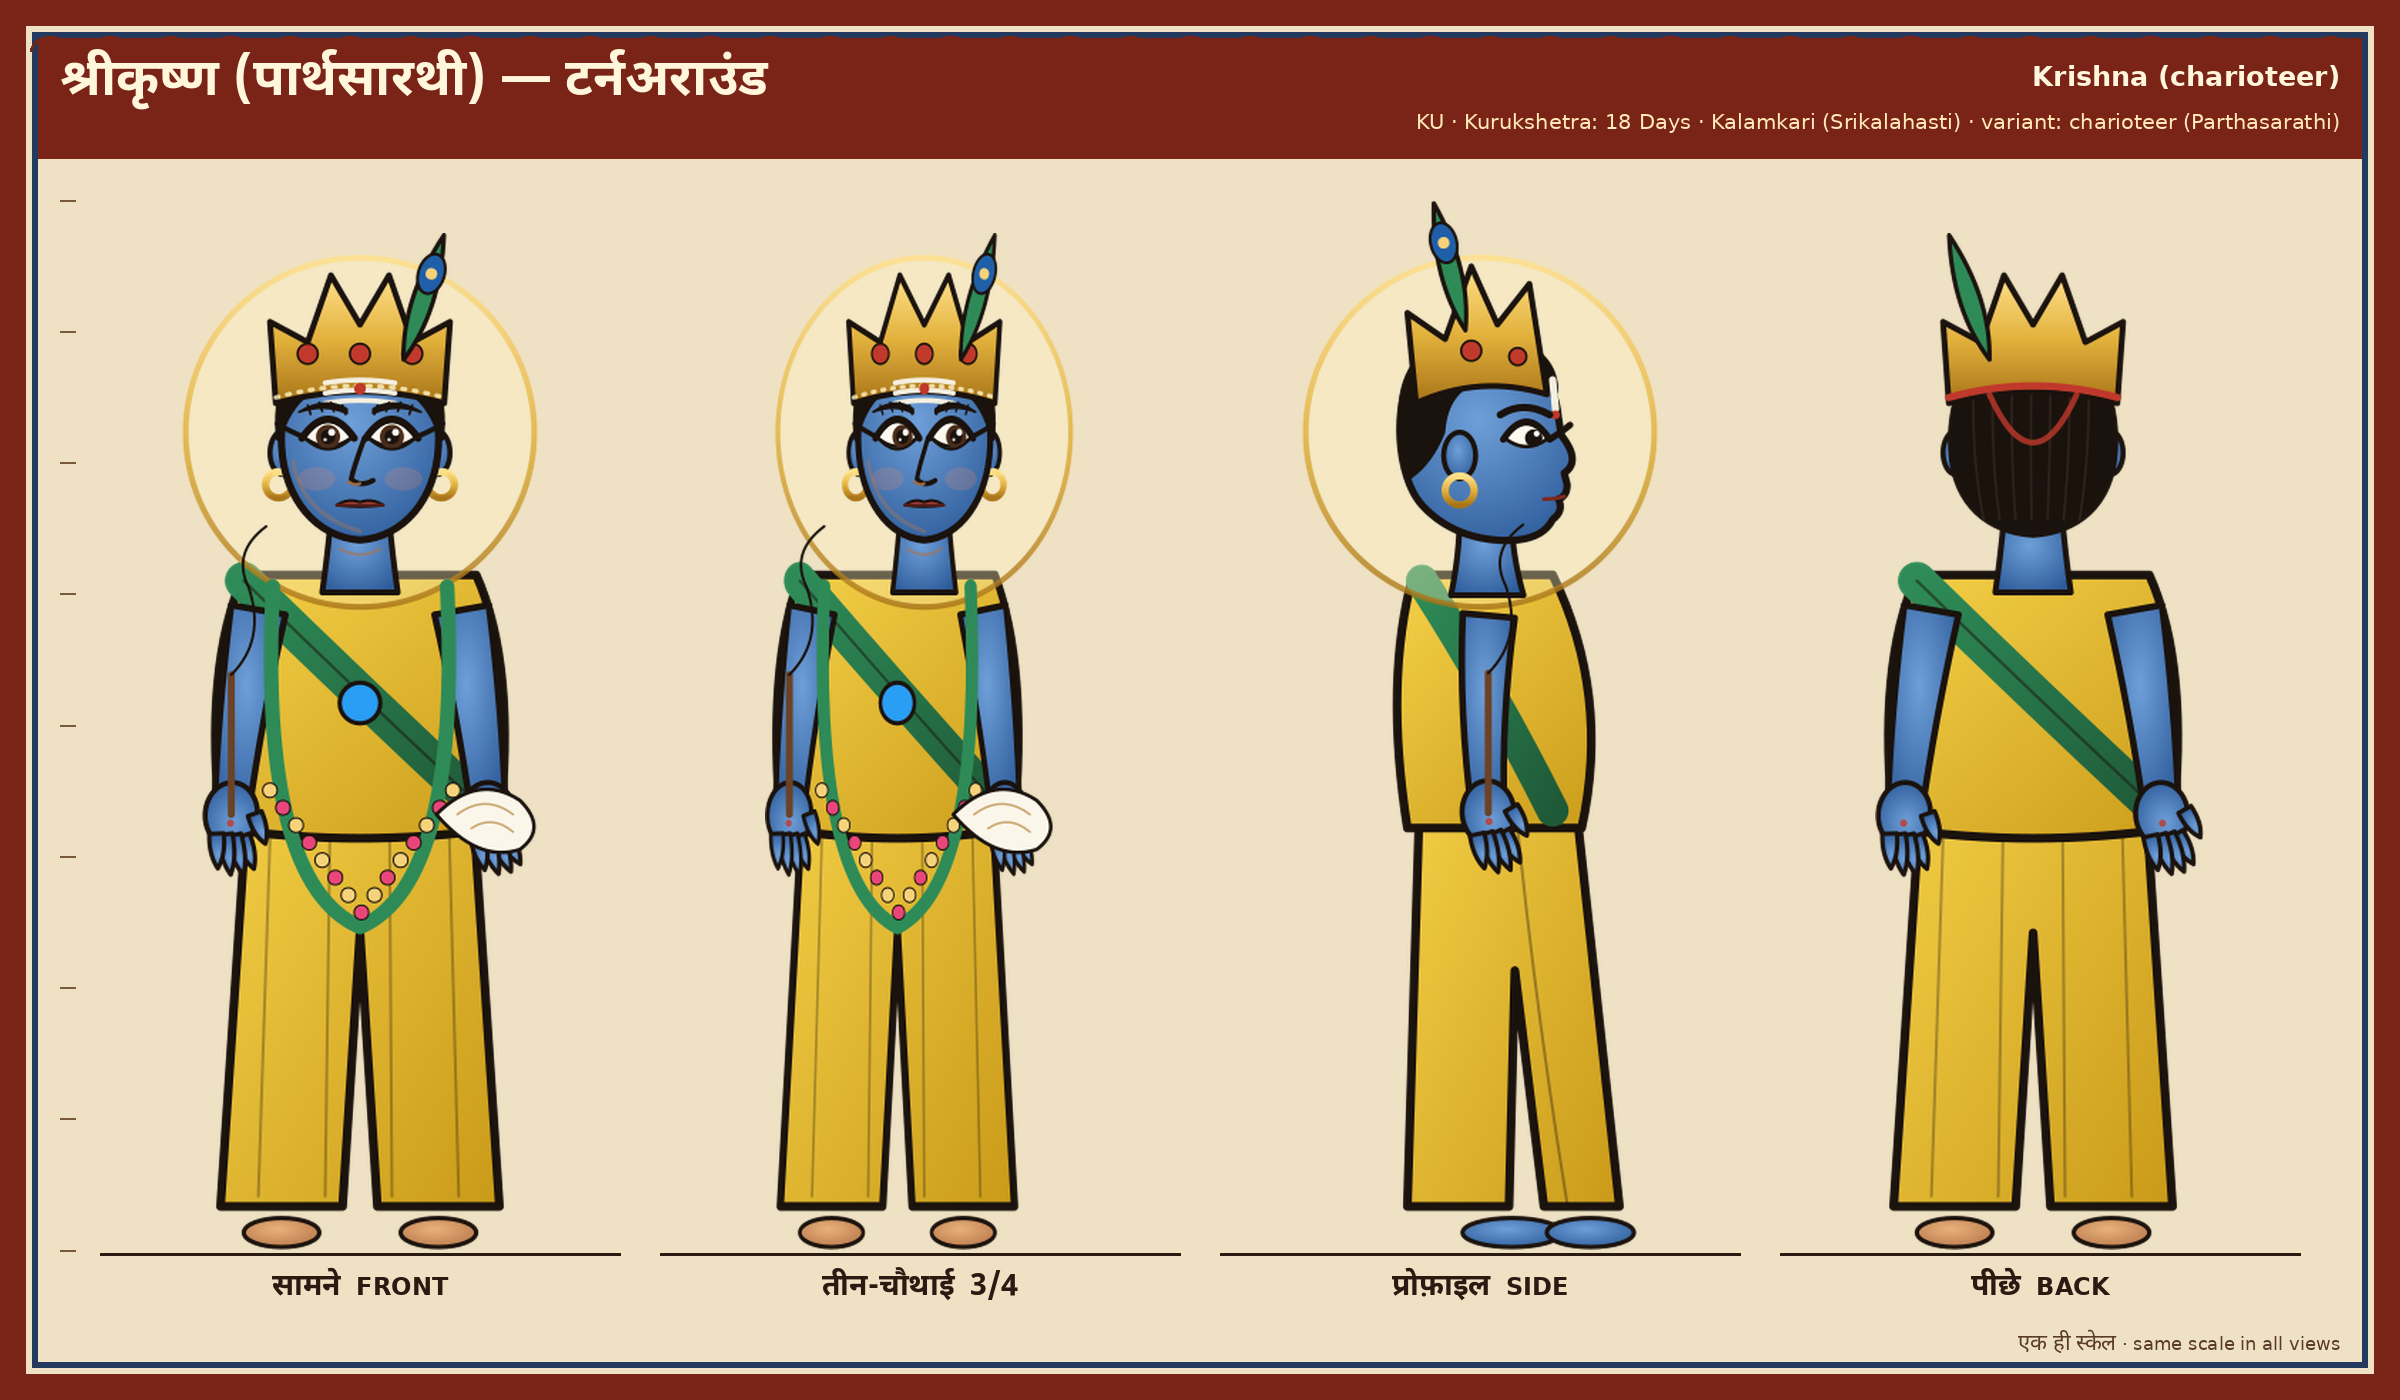 श्रीकृष्ण (पार्थसारथी) — टर्नअराउंड
Krishna (charioteer)
KU · Kurukshetra: 18 Days · Kalamkari (Srikalahasti) · variant: charioteer (Parthasarathi)
सामने FRONT
तीन-चौथाई 3/4
प्रोफ़ाइल SIDE
पीछे BACK
एक ही स्केल · same scale in all views